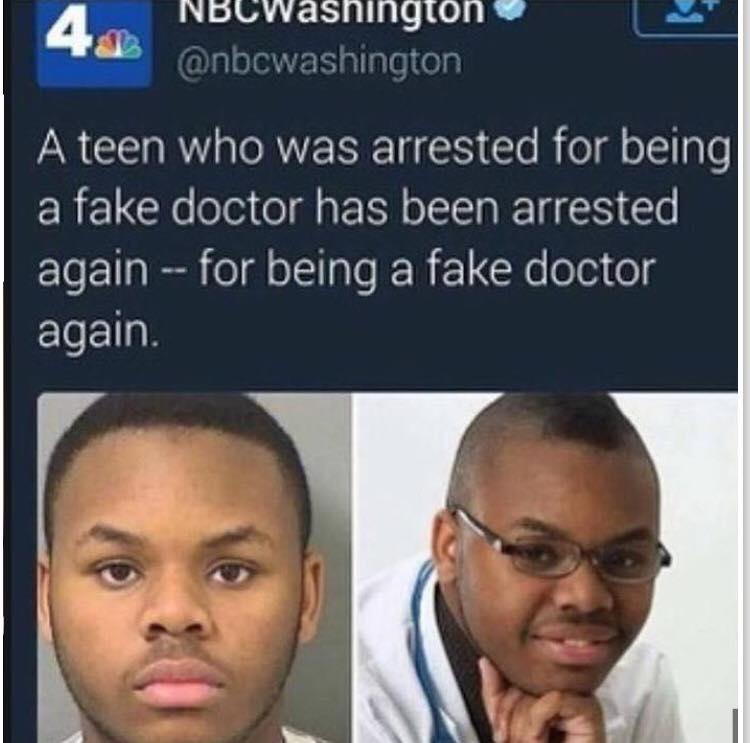 4
NBCWashington
@nbcwashington
A teen who was arrested for being
a fake doctor has been arrested
again -- for being a fake doctor
again.